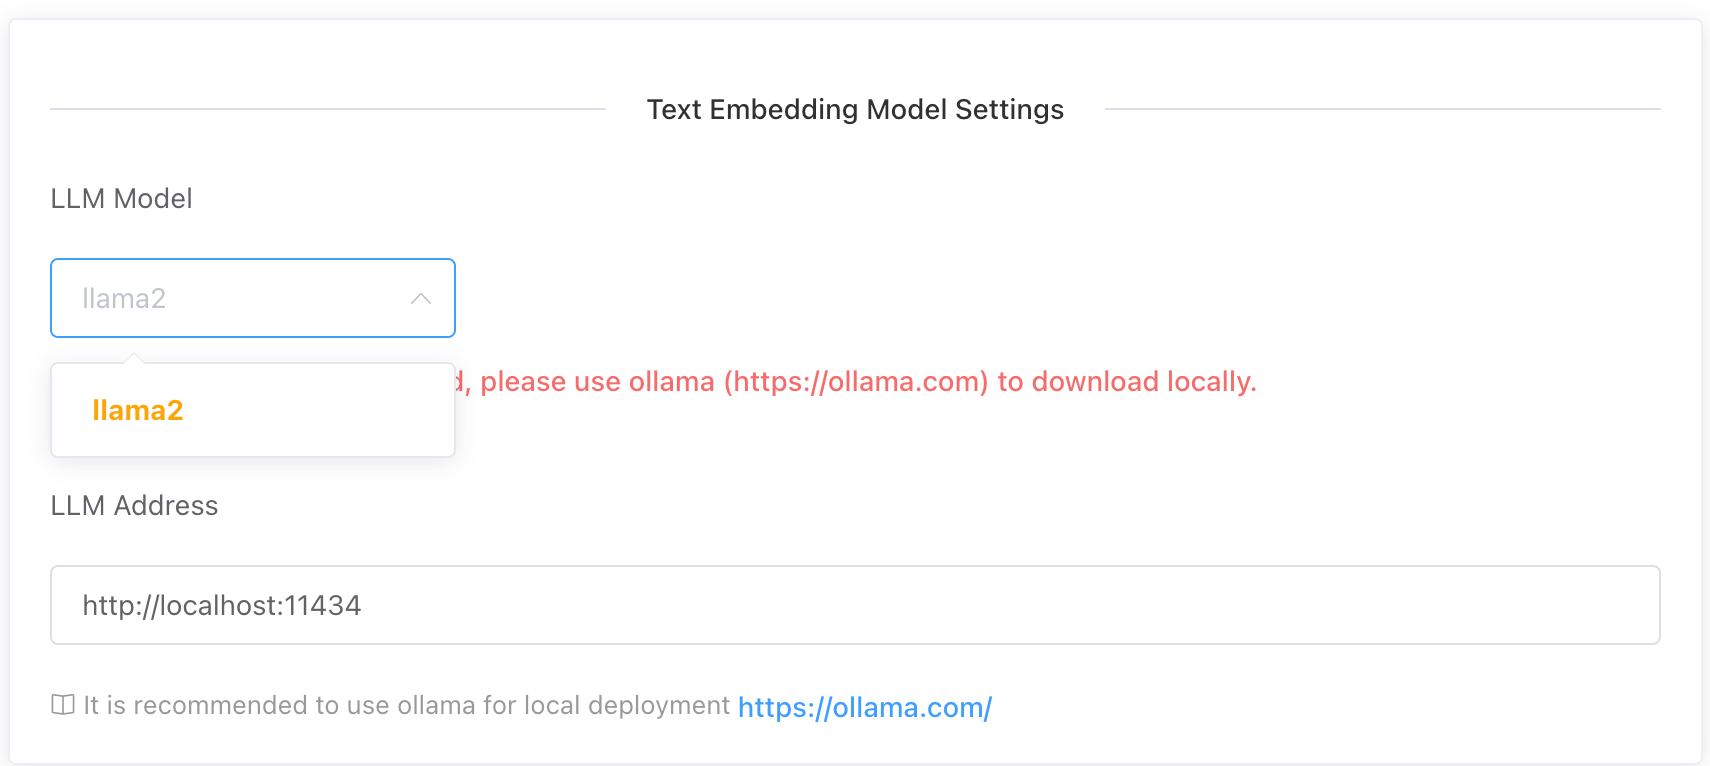 Text Embedding Model Settings
LLM Model
llama2
, please use ollama (https://ollama.com) to download locally.
llama2
LLM Address
http://localhost:11434
It is recommended to use ollama for local deployment https://ollama.com/